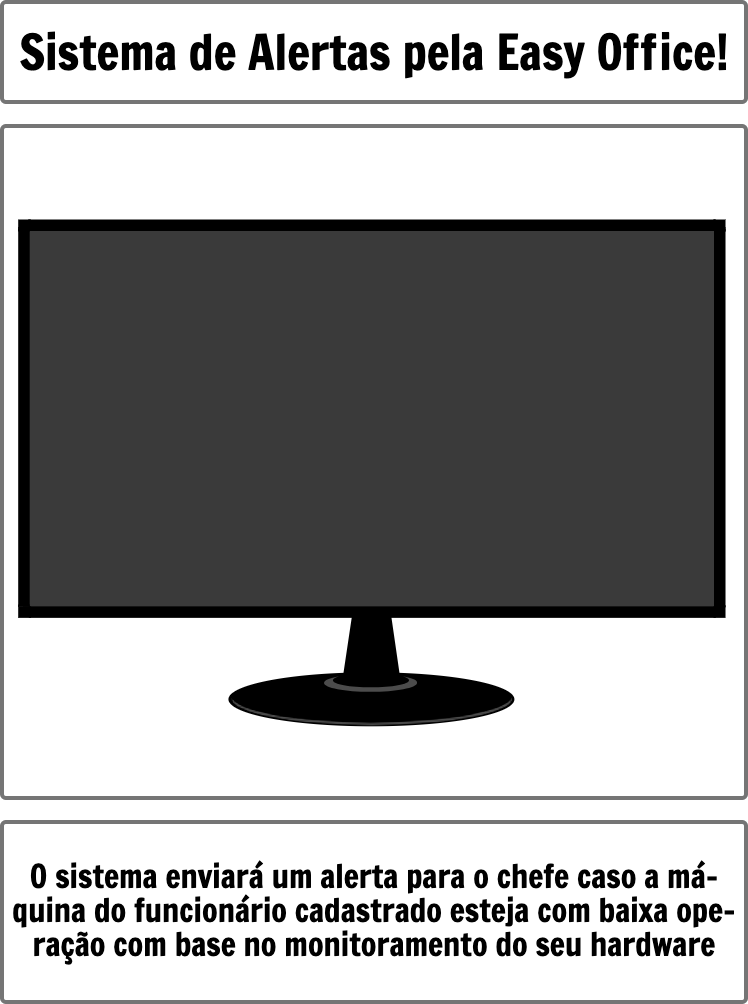 Sistema de Alertas pela Easy Office!
O sistema enviará um alerta para o chefe caso a má-
quina do funcionário cadastrado esteja com baixa ope-
ração com base no monitoramento do seu hardware